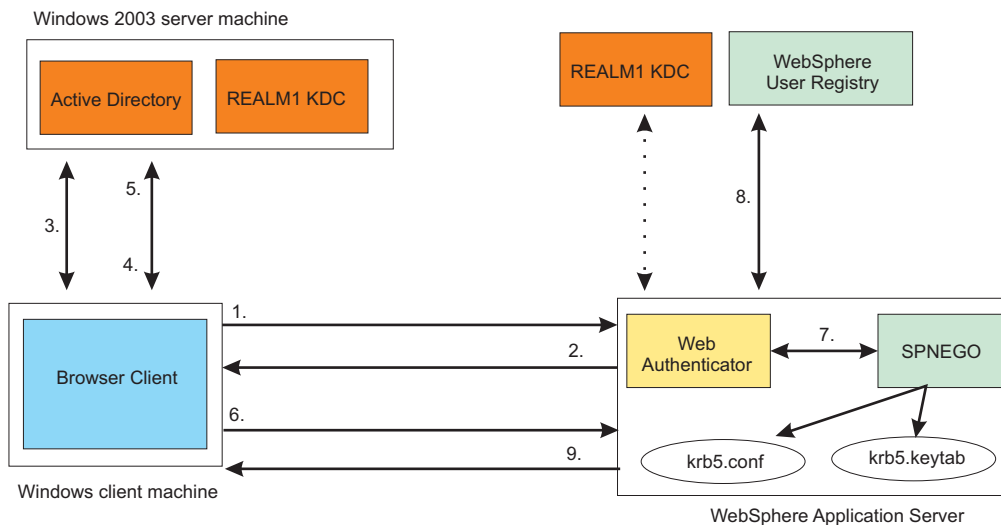 Windows 2003 server machine
Active Directory
REALM1 KDC
REALM1 KDC
WebSphere
User Registry
3.
5.
4.
8.
1.
2.
6.
9.
Browser Client
Windows client machine
Web
Authenticator
7.
SPNEGO
krb5.conf
krb5.keytab
WebSphere Application Server